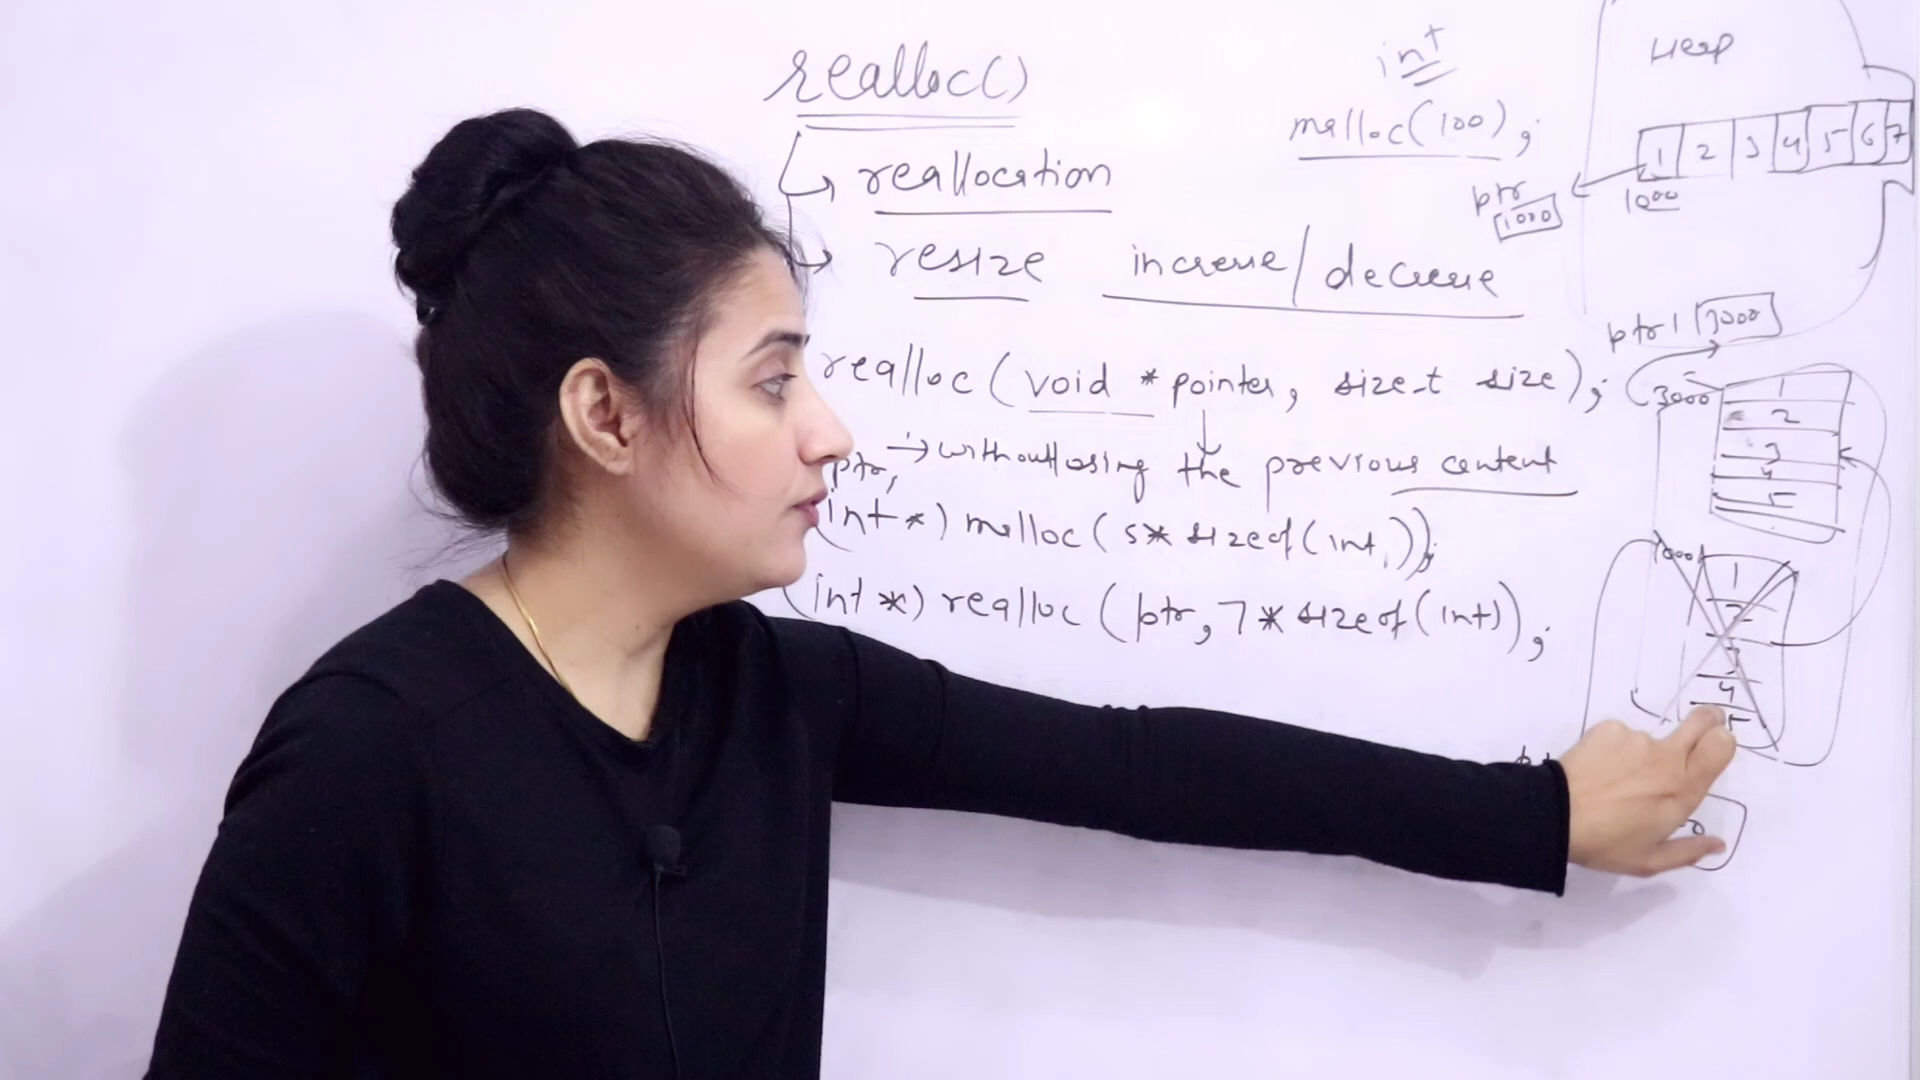 realloc()
reallocation
resize increase/decrease
realloc(void *pointer, size_t size);
ptr, → without losing the previous content
(int*) malloc(5* sizeof(int));
(int*) realloc(ptr, 7* sizeof(int));
int
malloc(100);
ptr
1000
Heap
1 2 3 4 5 6 7
1000
ptr1 3000
3000
1
2
3
4
5
1000
1
2
3
4
5